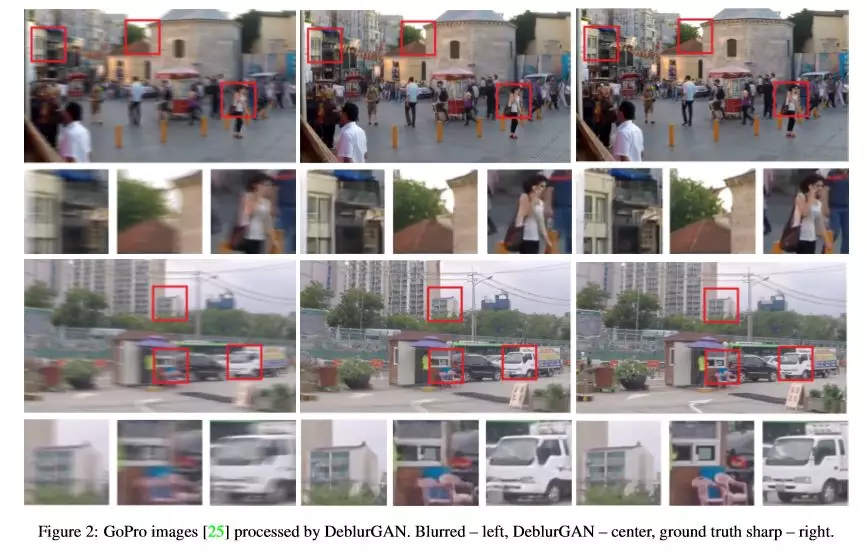 Figure 2: GoPro images [25] processed by DeblurGAN. Blurred – left, DeblurGAN – center, ground truth sharp – right.